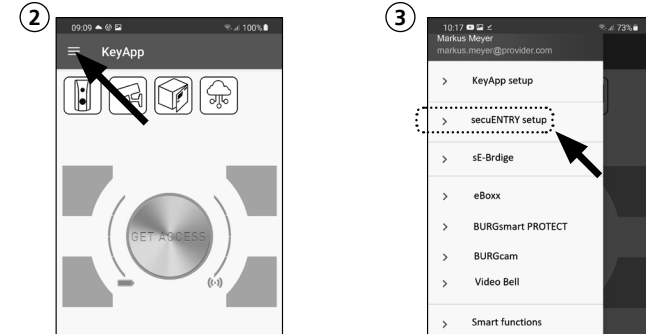 2
09:09 100%
KeyApp
GET ACCESS
3
10:17 73%
Markus Meyer
markus.meyer@provider.com
> KeyApp setup
> secuENTRY setup
> sE-Brdige
> eBoxx
> BURGsmart PROTECT
> BURGcam
> Video Bell
> Smart functions